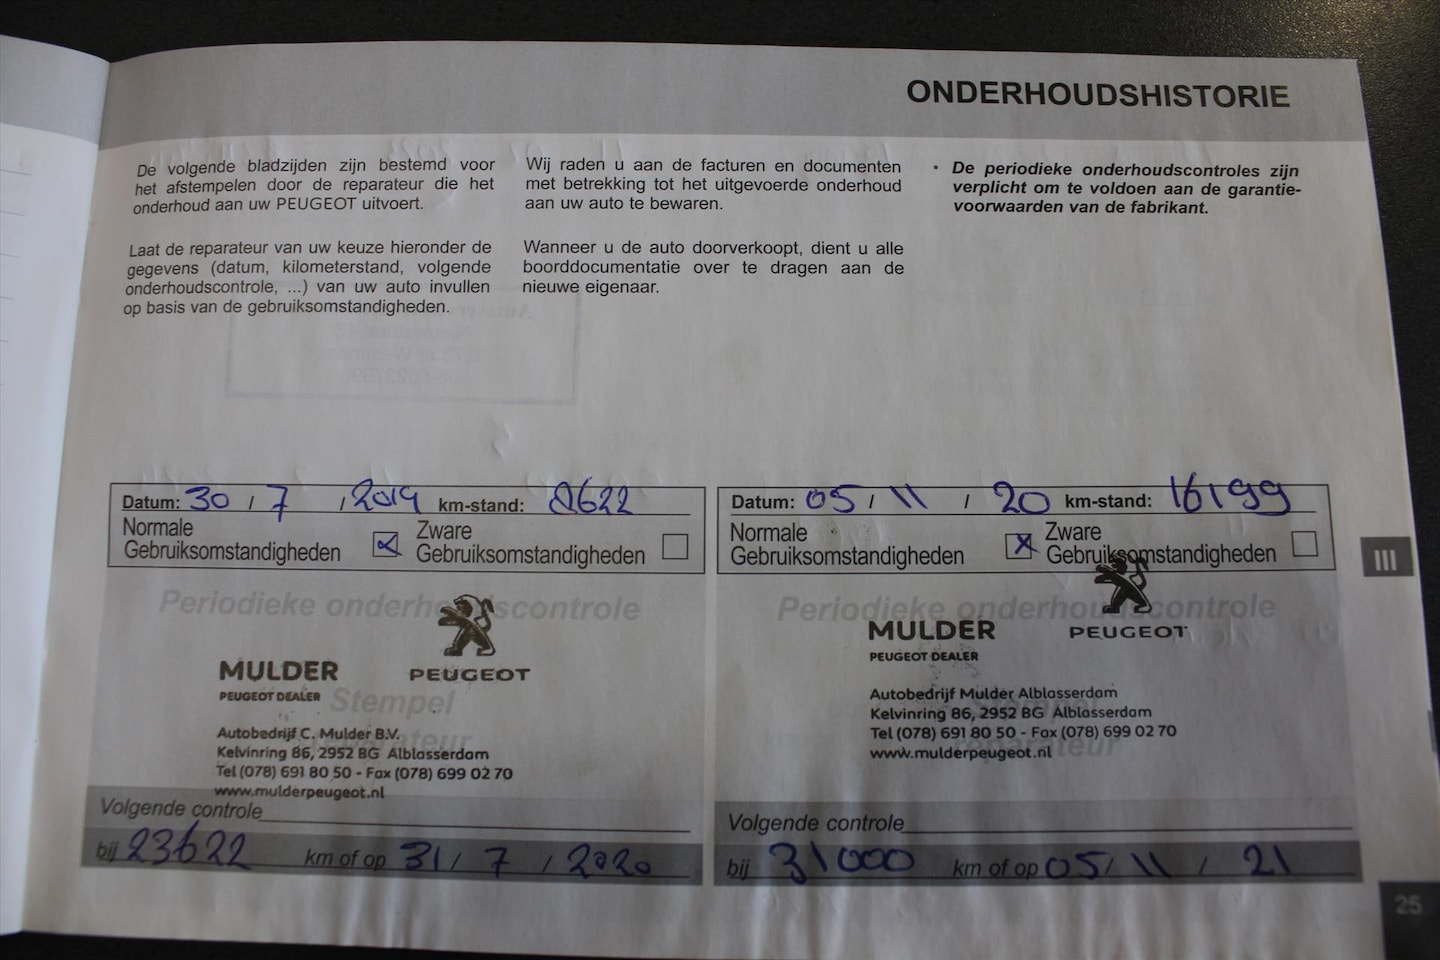 ONDERHOUDSHISTORIE
De volgende bladzijden zijn bestemd voor
het afstempelen door de reparateur die het
onderhoud aan uw PEUGEOT uitvoert.
Laat de reparateur van uw keuze hieronder de
gegevens (datum, kilometerstand, volgende
onderhoudscontrole, ...) van uw auto invullen
op basis van de gebruiksomstandigheden.
Wij raden u aan de facturen en documenten
met betrekking tot het uitgevoerde onderhoud
aan uw auto te bewaren.
Wanneer u de auto doorverkoopt, dient u alle
boorddocumentatie over te dragen aan de
nieuwe eigenaar.
• De periodieke onderhoudscontroles zijn
verplicht om te voldoen aan de garantie-
voorwaarden van de fabrikant.
Datum: 30 / 7 / 2019 km-stand: 8622
Normale
Gebruiksomstandigheden
Zware
Gebruiksomstandigheden
Periodieke onderhoudscontrole
PEUGEOT
MULDER
PEUGEOT DEALER
Stempel
reparateur
Autobedrijf C. Mulder B.V.
Kelvinring 86, 2952 BG Alblasserdam
Tel (078) 691 80 50 - Fax (078) 699 02 70
www.mulderpeugeot.nl
Volgende controle
bij 23622 km of op 31 / 7 / 2020
Datum: 05 / 11 / 20 km-stand: 16199
Normale
Gebruiksomstandigheden
Zware
Gebruiksomstandigheden
Periodieke onderhoudscontrole
MULDER
PEUGEOT
PEUGEOT DEALER
Stempel
reparateur
Autobedrijf Mulder Alblasserdam
Kelvinring 86, 2952 BG Alblasserdam
Tel (078) 691 80 50 - Fax (078) 699 02 70
www.mulderpeugeot.nl
Volgende controle
bij 31000 km of op 05 / 11 / 21
III
25